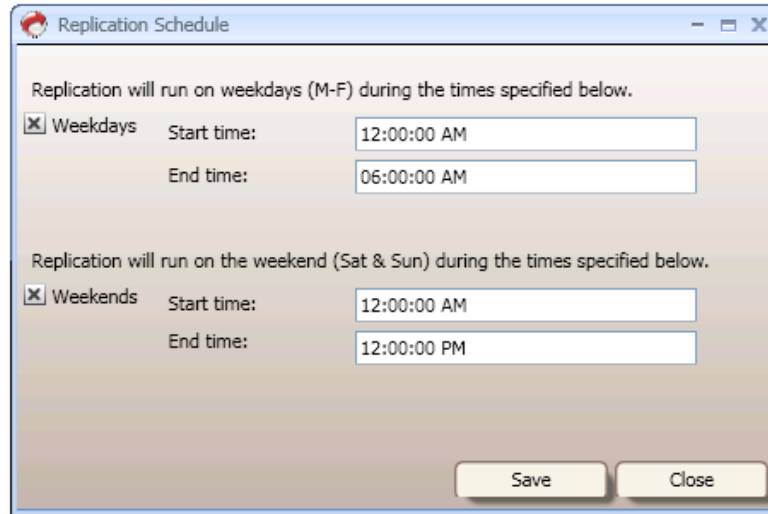 Replication Schedule
Replication will run on weekdays (M-F) during the times specified below.
Weekdays
Start time:
12:00:00 AM
End time:
06:00:00 AM
Replication will run on the weekend (Sat & Sun) during the times specified below.
Weekends
Start time:
12:00:00 AM
End time:
12:00:00 PM
Save
Close